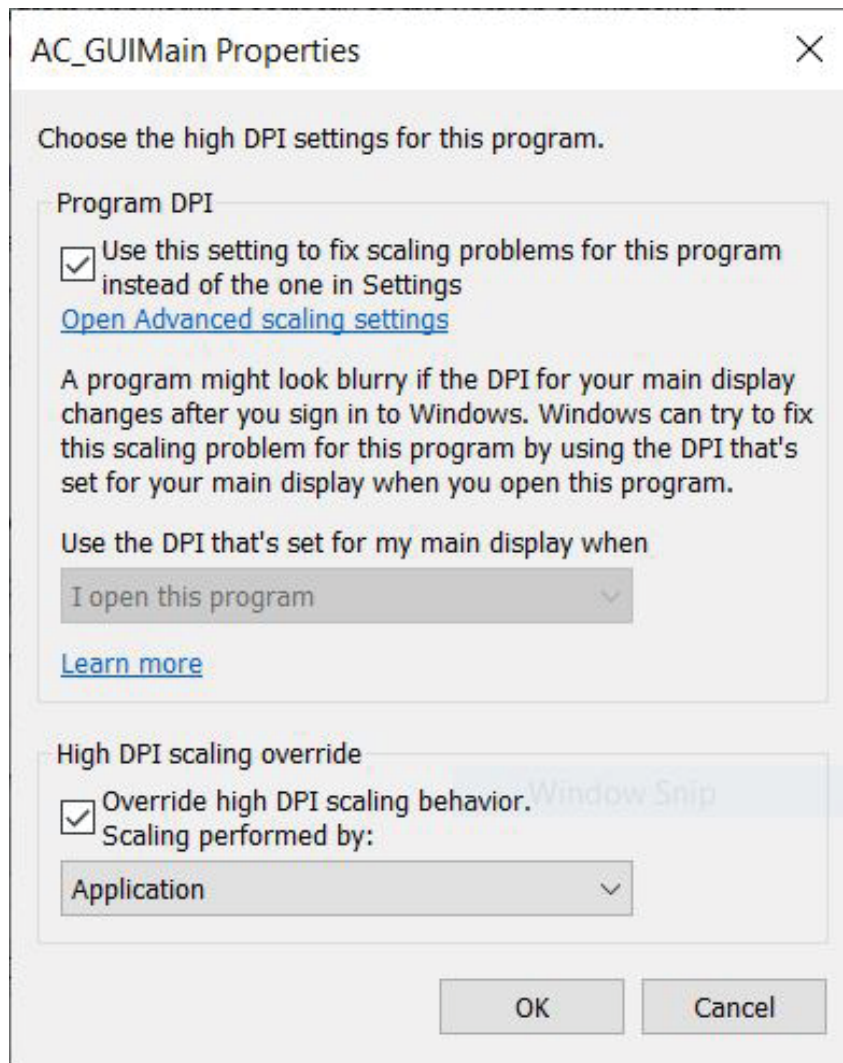 AC_GUIMain Properties
Choose the high DPI settings for this program.
Program DPI
Use this setting to fix scaling problems for this program
instead of the one in Settings
Open Advanced scaling settings
A program might look blurry if the DPI for your main display
changes after you sign in to Windows. Windows can try to fix
this scaling problem for this program by using the DPI that's
set for your main display when you open this program.
Use the DPI that's set for my main display when
I open this program
Learn more
High DPI scaling override
Override high DPI scaling behavior.
Window Snip
Scaling performed by:
Application
OK Cancel